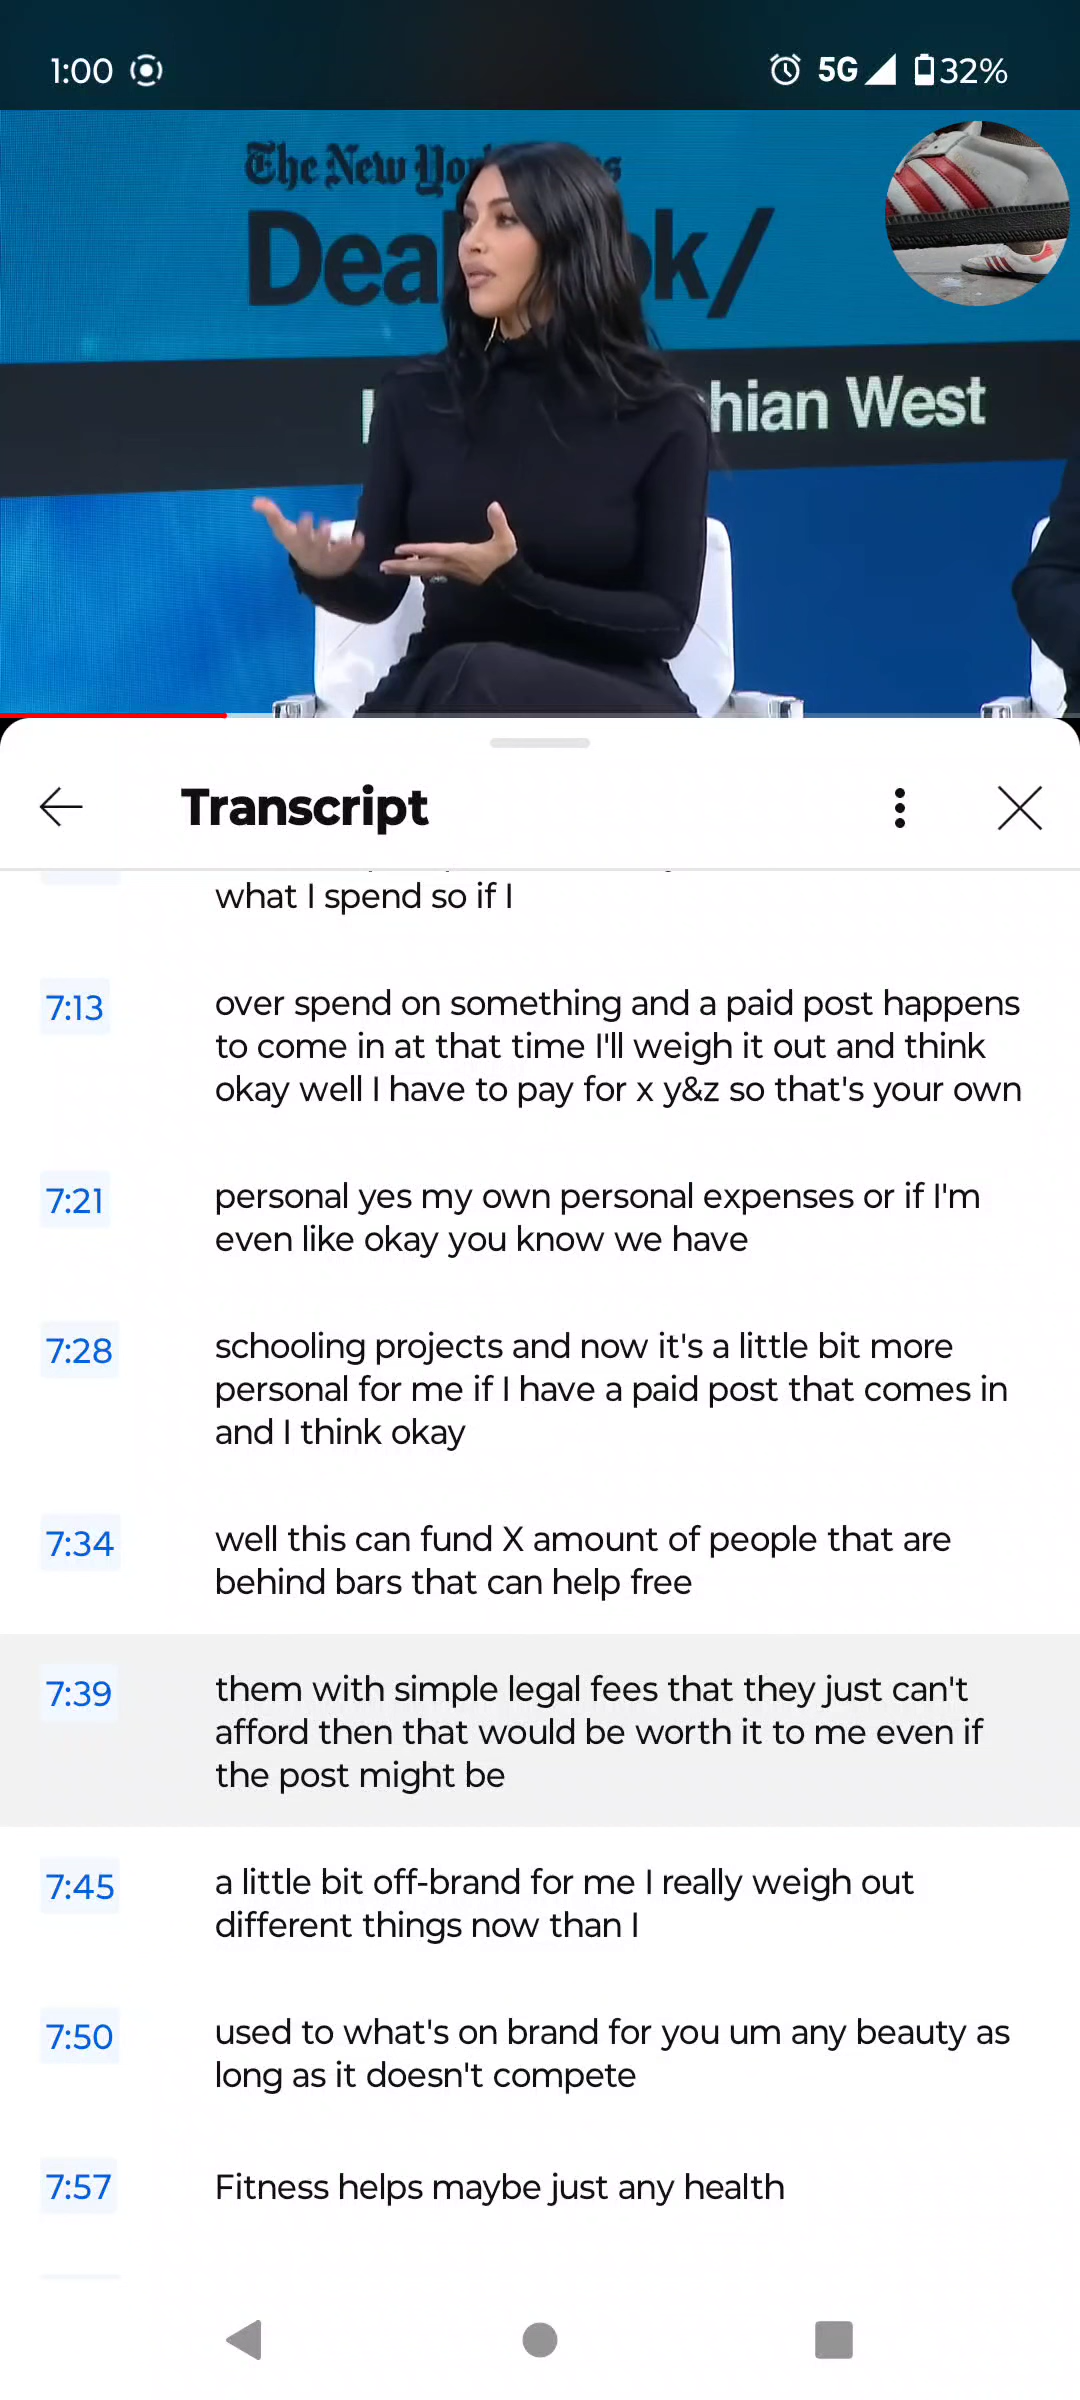 1:00
5G
32%
The New Yor s
Deal k/
hian West
Transcript
what I spend so if I
7:13
over spend on something and a paid post happens
to come in at that time I'll weigh it out and think
okay well I have to pay for x y&z so that's your own
7:21
personal yes my own personal expenses or if I'm
even like okay you know we have
7:28
schooling projects and now it's a little bit more
personal for me if I have a paid post that comes in
and I think okay
7:34
well this can fund X amount of people that are
behind bars that can help free
7:39
them with simple legal fees that they just can't
afford then that would be worth it to me even if
the post might be
7:45
a little bit off-brand for me I really weigh out
different things now than I
7:50
used to what's on brand for you um any beauty as
long as it doesn't compete
7:57
Fitness helps maybe just any health